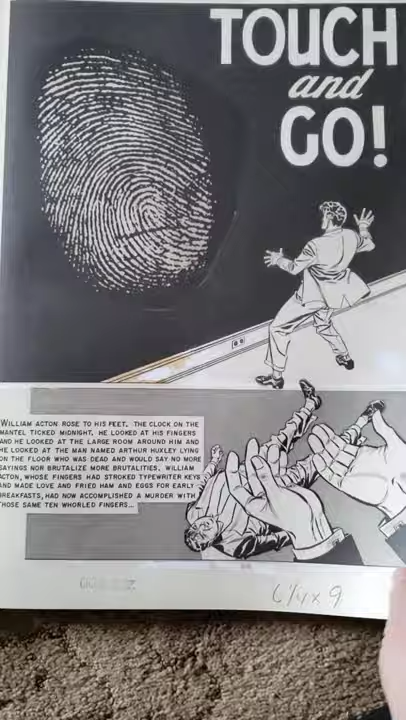 TOUCH
and
GO!
WILLIAM ACTON ROSE TO HIS FEET. THE CLOCK ON THE
MANTEL TICKED MIDNIGHT. HE LOOKED AT HIS FINGERS
AND HE LOOKED AT THE LARGE ROOM AROUND HIM AND
HE LOOKED AT THE MAN NAMED ARTHUR HUXLEY LYING
ON THE FLOOR WHO WAS DEAD AND WOULD SAY NO MORE
SAYINGS NOR BRUTALIZE MORE BRUTALITIES. WILLIAM
ACTON, WHOSE FINGERS HAD STROKED TYPEWRITER KEYS
AND MADE LOVE AND FRIED HAM AND EGGS FOR EARLY
BREAKFASTS, HAD NOW ACCOMPLISHED A MURDER WITH
THOSE SAME TEN WHORLED FINGERS...
6 1/4 x 9